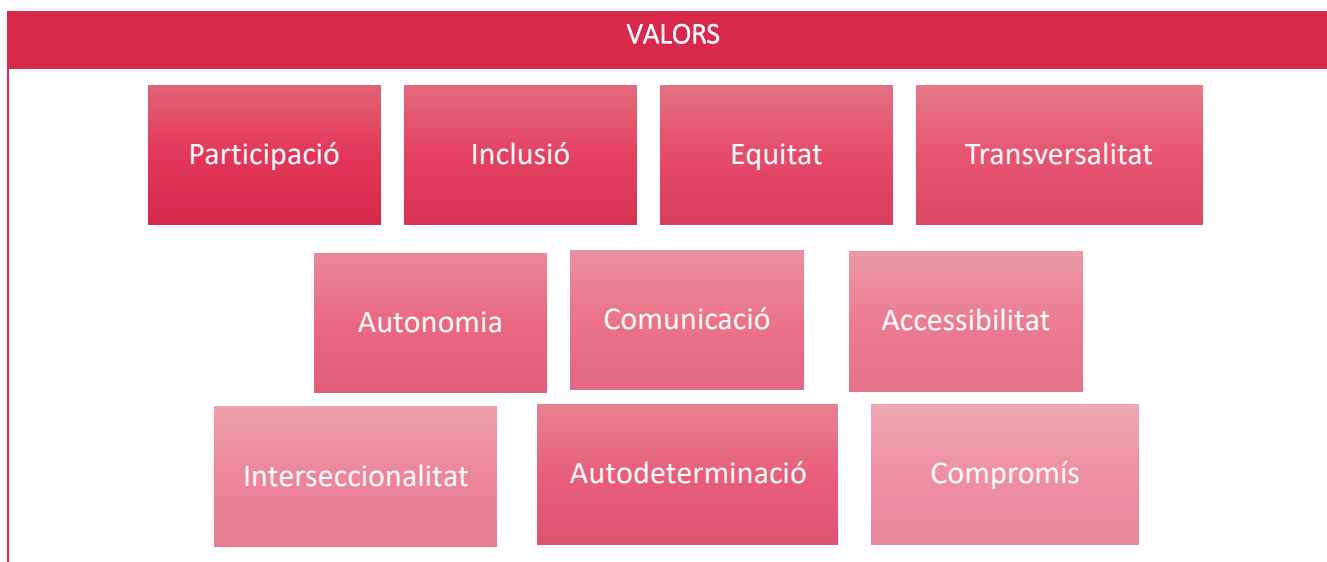 VALORS
Participació
Inclusió
Equitat
Transversalitat
Autonomia
Comunicació
Accessibilitat
Interseccionalitat
Autodeterminació
Compromís